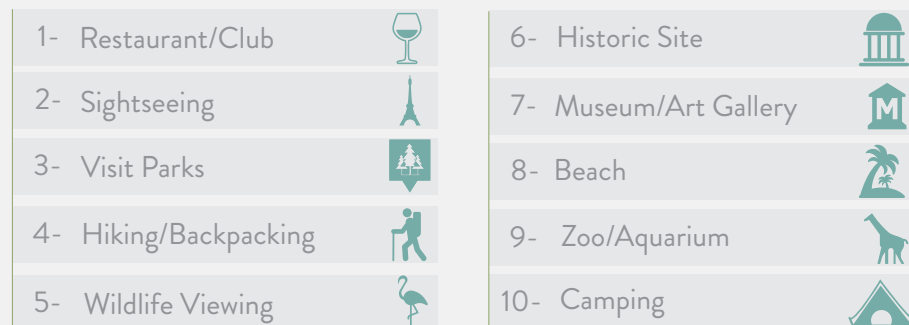 1- Restaurant/Club
2- Sightseeing
3- Visit Parks
4- Hiking/Backpacking
5- Wildlife Viewing
6- Historic Site
7- Museum/Art Gallery
M
8- Beach
9- Zoo/Aquarium
10- Camping